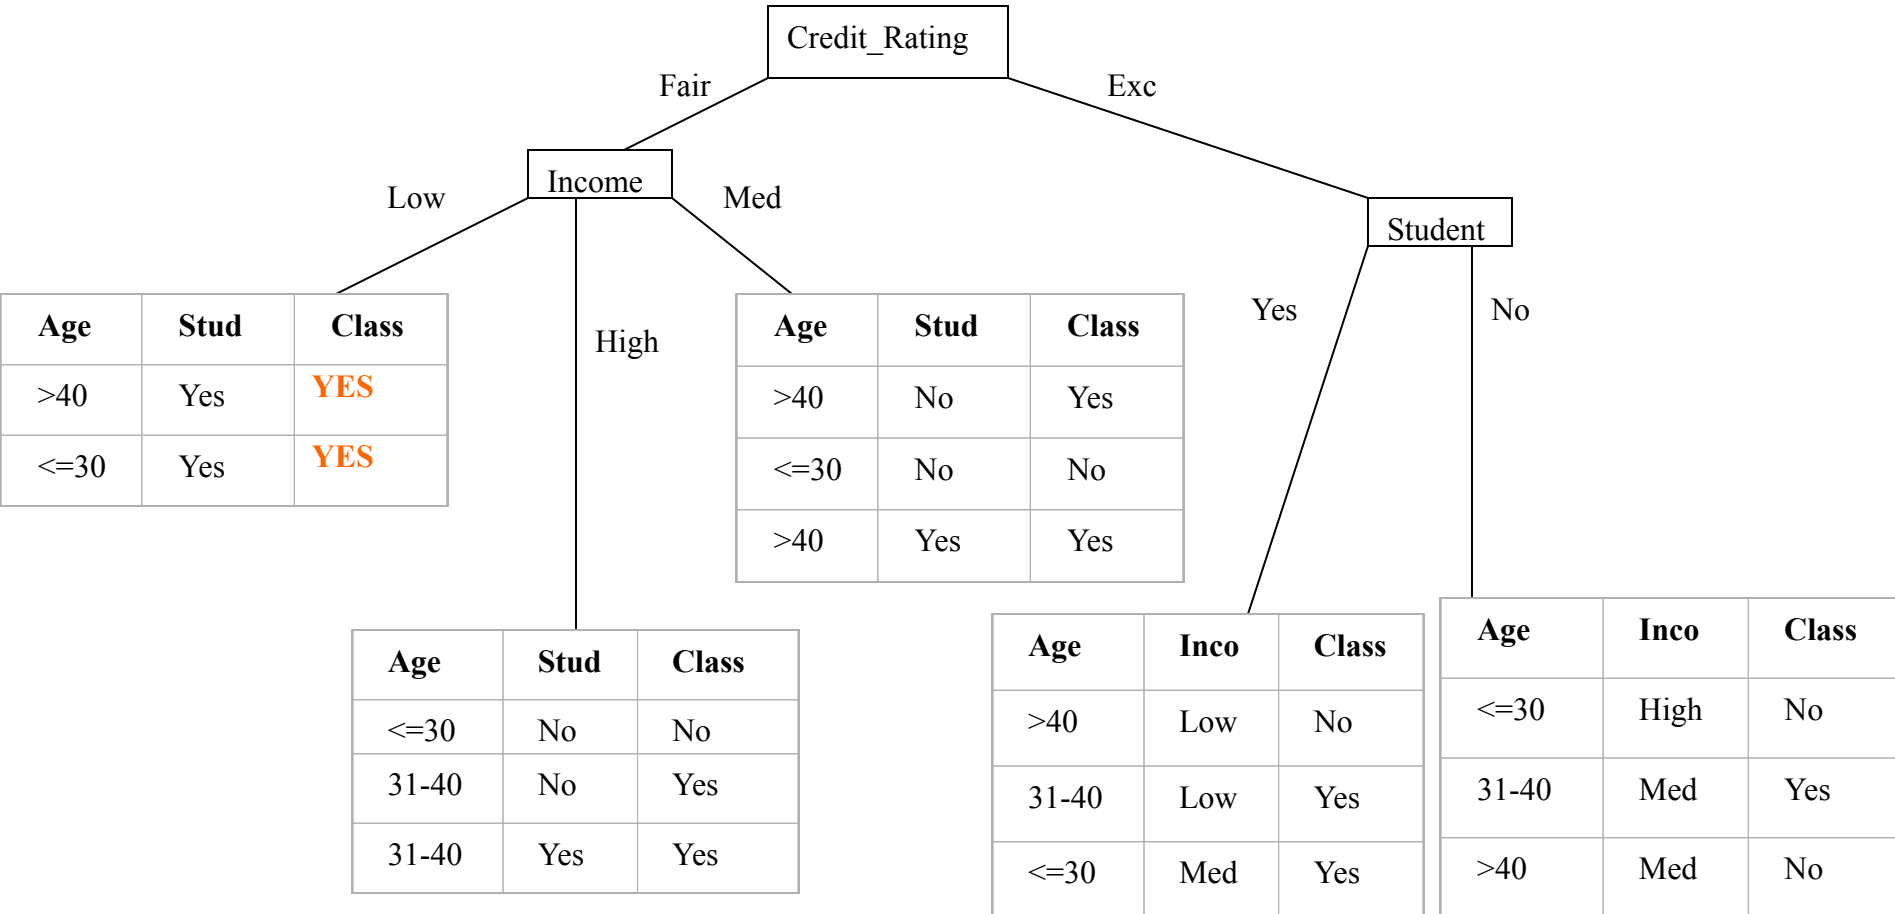 Credit_Rating
Fair
Exc
Income
Low
Med
Student
Age Stud Class
>40 Yes YES
<=30 Yes YES
High
Age Stud Class
>40 No Yes
<=30 No No
>40 Yes Yes
Yes
No
Age Stud Class
<=30 No No
31-40 No Yes
31-40 Yes Yes
Age Inco Class
>40 Low No
31-40 Low Yes
<=30 Med Yes
Age Inco Class
<=30 High No
31-40 Med Yes
>40 Med No